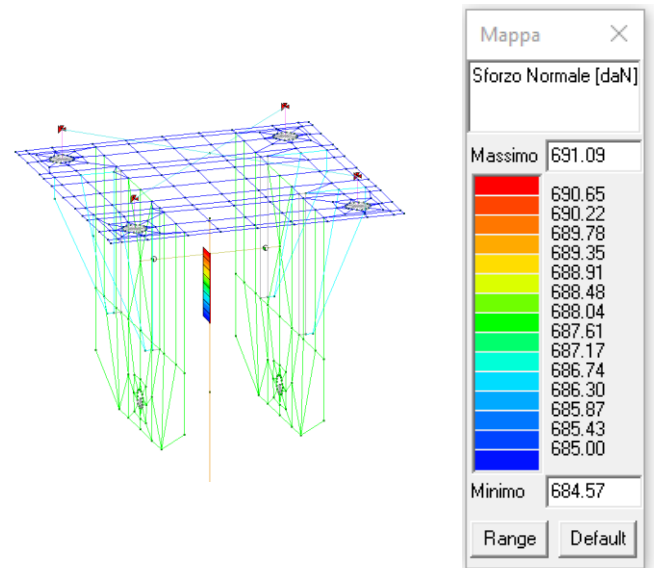 Mappa
Sforzo Normale [daN]
Massimo 691.09
690.65
690.22
689.78
689.35
688.91
688.48
688.04
687.61
687.17
686.74
686.30
685.87
685.43
685.00
Minimo 684.57
Range Default